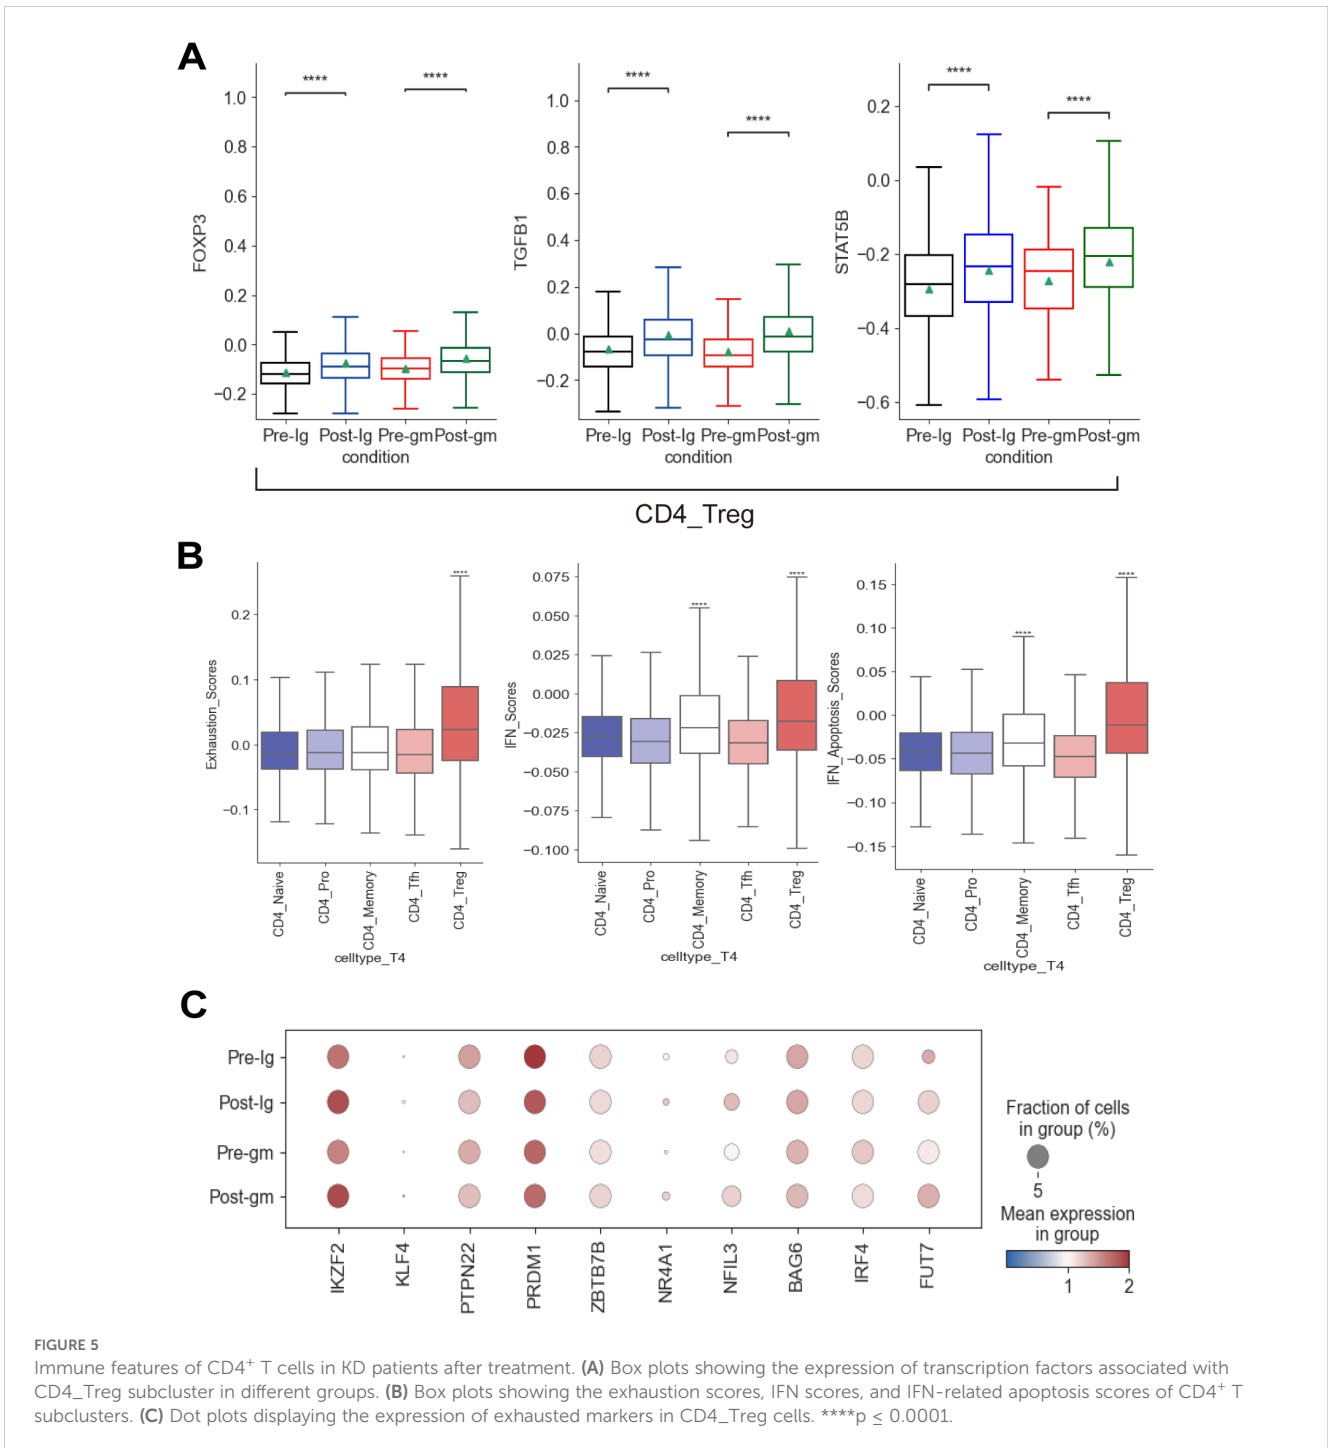 A
****
****
1.0
0.8
0.6
0.4
0.2
0.0
−0.2
FOXP3
Pre-Ig Post-Ig Pre-gm Post-gm
condition
****
****
1.0
0.8
0.6
0.4
0.2
0.0
−0.2
TGFB1
Pre-Ig Post-Ig Pre-gm Post-gm
condition
****
****
0.2
0.0
−0.2
−0.4
−0.6
STAT5B
Pre-Ig Post-Ig Pre-gm Post-gm
condition
CD4_Treg
B
****
0.2
0.1
0.0
−0.1
Exhaustion_Scores
CD4_Naive
CD4_Pro
CD4_Memory
CD4_Tfh
CD4_Treg
celltype_T4
****
****
0.075
0.050
0.025
0.000
−0.025
−0.050
−0.075
−0.100
IFN_Scores
CD4_Naive
CD4_Pro
CD4_Memory
CD4_Tfh
CD4_Treg
celltype_T4
****
****
0.15
0.10
0.05
0.00
−0.05
−0.10
−0.15
IFN_Apoptosis_Scores
CD4_Naive
CD4_Pro
CD4_Memory
CD4_Tfh
CD4_Treg
celltype_T4
C
Pre-Ig
Post-Ig
Pre-gm
Post-gm
IKZF2
KLF4
PTPN22
PRDM1
ZBTB7B
NR4A1
NFIL3
BAG6
IRF4
FUT7
Fraction of cells
in group (%)
5
Mean expression
in group
1 2
FIGURE 5
Immune features of CD4+ T cells in KD patients after treatment. (A) Box plots showing the expression of transcription factors associated with
CD4_Treg subcluster in different groups. (B) Box plots showing the exhaustion scores, IFN scores, and IFN-related apoptosis scores of CD4+ T
subclusters. (C) Dot plots displaying the expression of exhausted markers in CD4_Treg cells. ****p ≤ 0.0001.